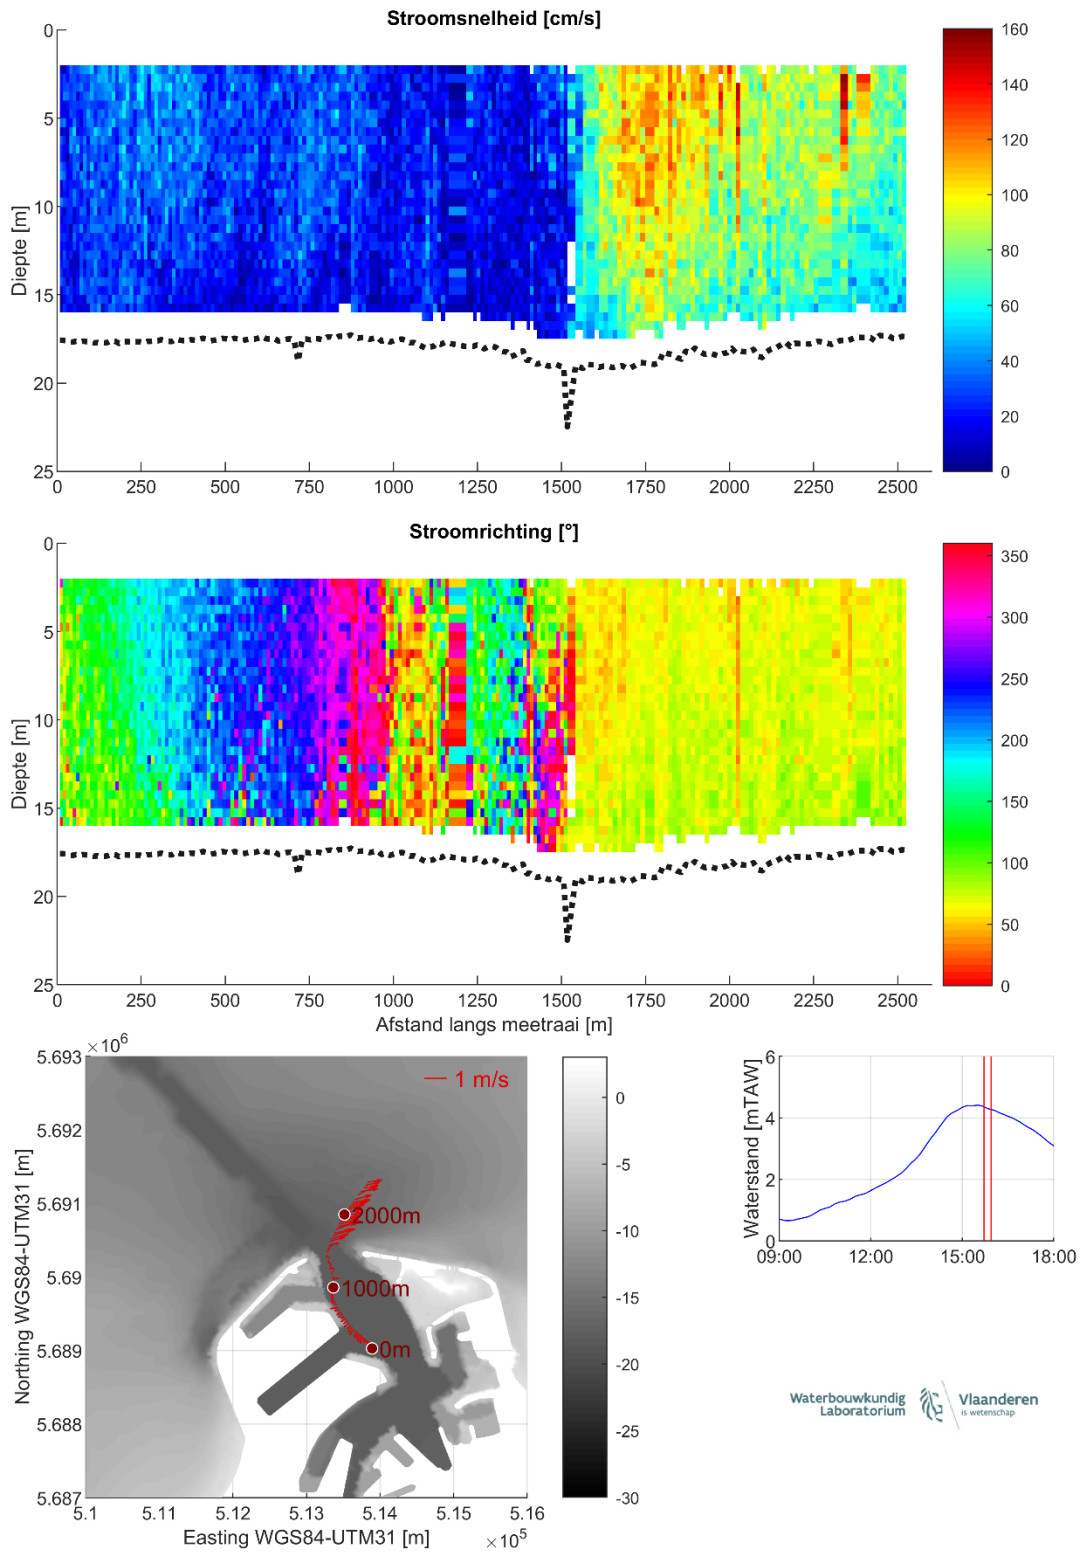 Stroomsnelheid [cm/s]
0
5
10
15
20
25
Diepte [m]
0 250 500 750 1000 1250 1500 1750 2000 2250 2500
160
140
120
100
80
60
40
20
0
Stroomrichting [°]
0
5
10
15
20
25
Diepte [m]
0 250 500 750 1000 1250 1500 1750 2000 2250 2500
Afstand langs meetraai [m]
350
300
250
200
150
100
50
0
×10⁶
5.693
5.692
5.691
5.69
5.689
5.688
5.687
Northing WGS84-UTM31 [m]
1 m/s
2000m
1000m
0m
5.1 5.11 5.12 5.13 5.14 5.15 5.16
Easting WGS84-UTM31 [m]
×10⁵
0
-5
-10
-15
-20
-25
-30
Waterstand [mTAW]
6
4
2
0
09:00 12:00 15:00 18:00
Waterbouwkundig
Laboratorium
Vlaanderen
is wetenschap